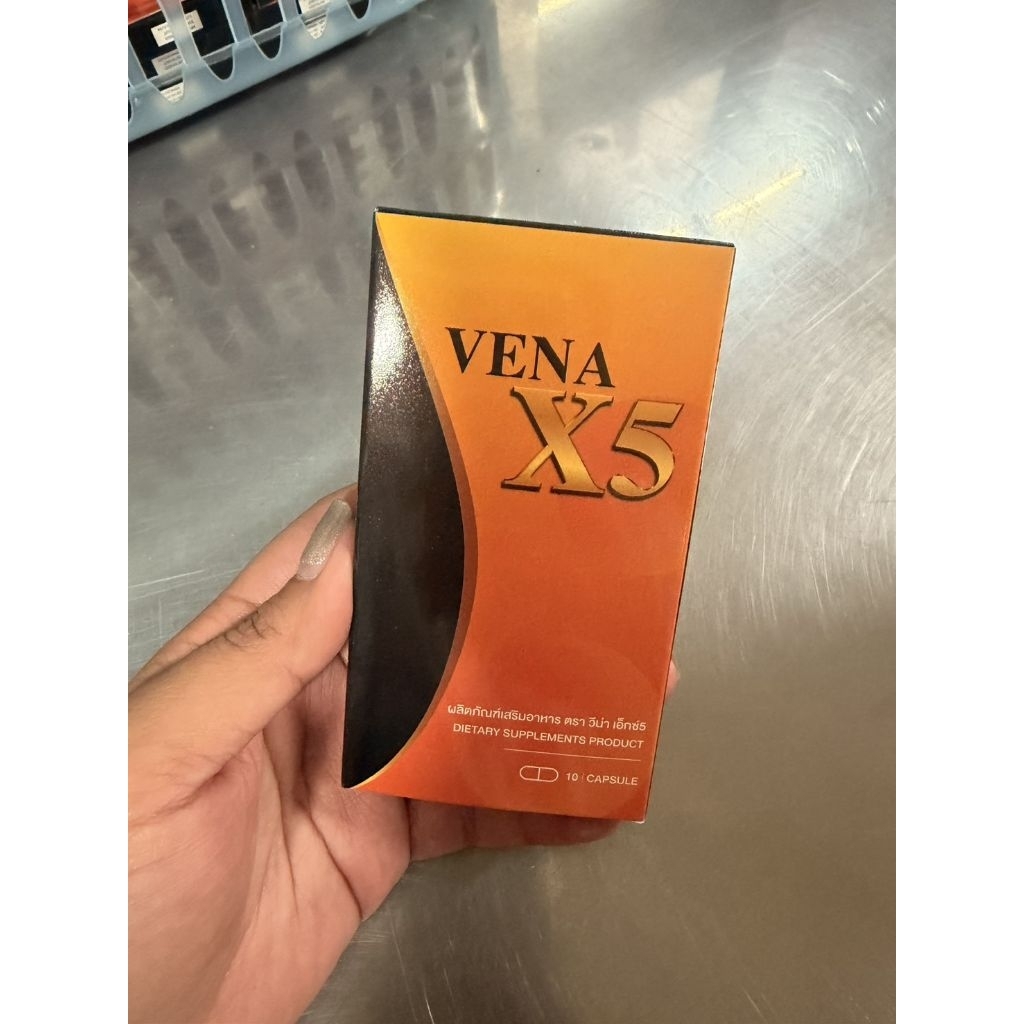 VENA
X5
ผลิตภัณฑ์เสริมอาหาร ตรา วีน่า เอ็กซ์5
DIETARY SUPPLEMENTS PRODUCT
10 | CAPSULE